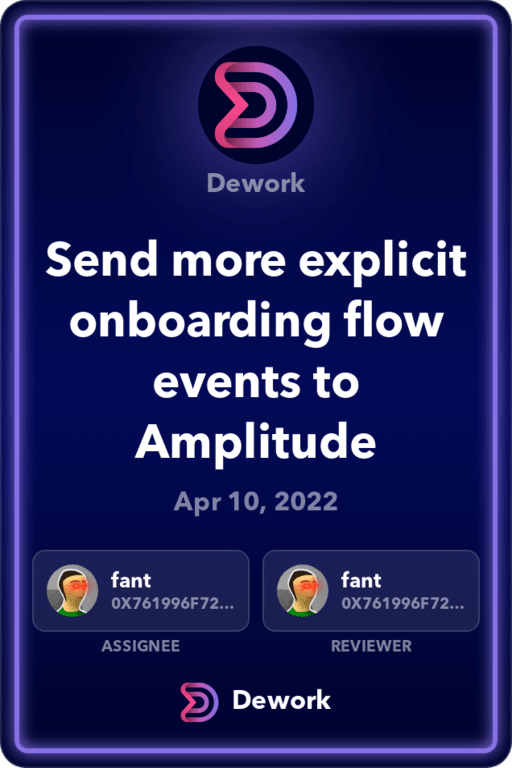 Dework
Send more explicit
onboarding flow
events to
Amplitude
Apr 10, 2022
fant
0X761996F72...
ASSIGNEE
fant
0X761996F72...
REVIEWER
Dework